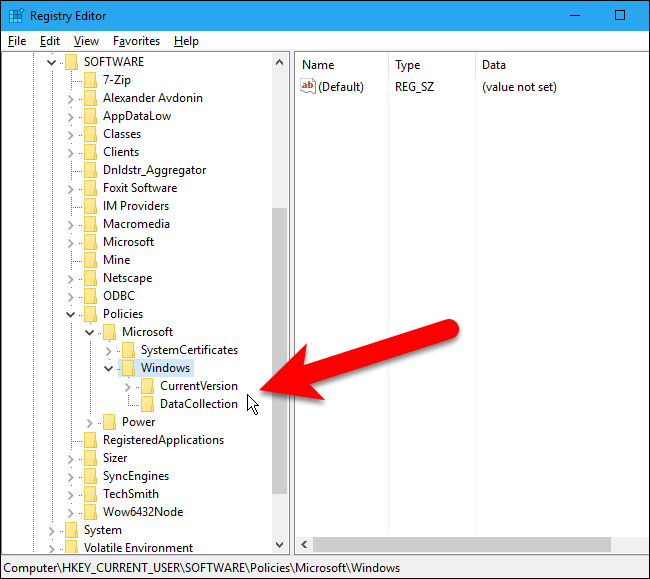 Registry Editor
File Edit View Favorites Help
SOFTWARE
7-Zip
Alexander Avdonin
AppDataLow
Classes
Clients
Dnldstr_Aggregator
Foxit Software
IM Providers
Macromedia
Microsoft
Mine
Netscape
ODBC
Policies
Microsoft
SystemCertificates
Windows
CurrentVersion
DataCollection
Power
RegisteredApplications
Sizer
SyncEngines
TechSmith
Wow6432Node
System
Volatile Environment
Name Type Data
ab (Default) REG_SZ (value not set)
Computer\HKEY_CURRENT_USER\SOFTWARE\Policies\Microsoft\Windows